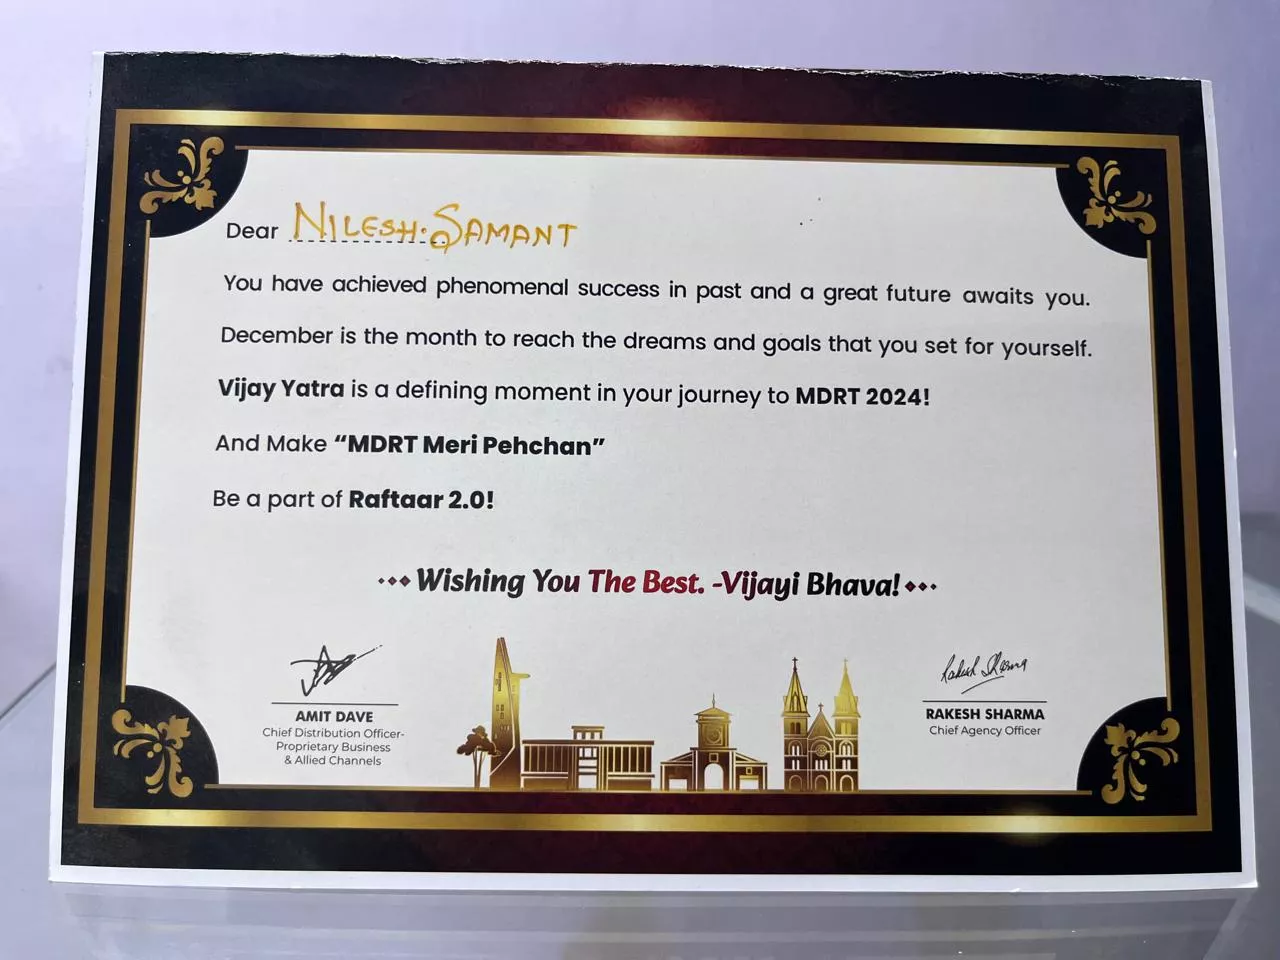 Dear NILESH. SAMANT
You have achieved phenomenal success in past and a great future awaits you.
December is the month to reach the dreams and goals that you set for yourself.
Vijay Yatra is a defining moment in your journey to MDRT 2024!
And Make “MDRT Meri Pehchan”
Be a part of Raftaar 2.0!
Wishing You The Best. -Vijayi Bhava!
AMIT DAVE
Chief Distribution Officer-
Proprietary Business
& Allied Channels
Rakesh Sharma
RAKESH SHARMA
Chief Agency Officer